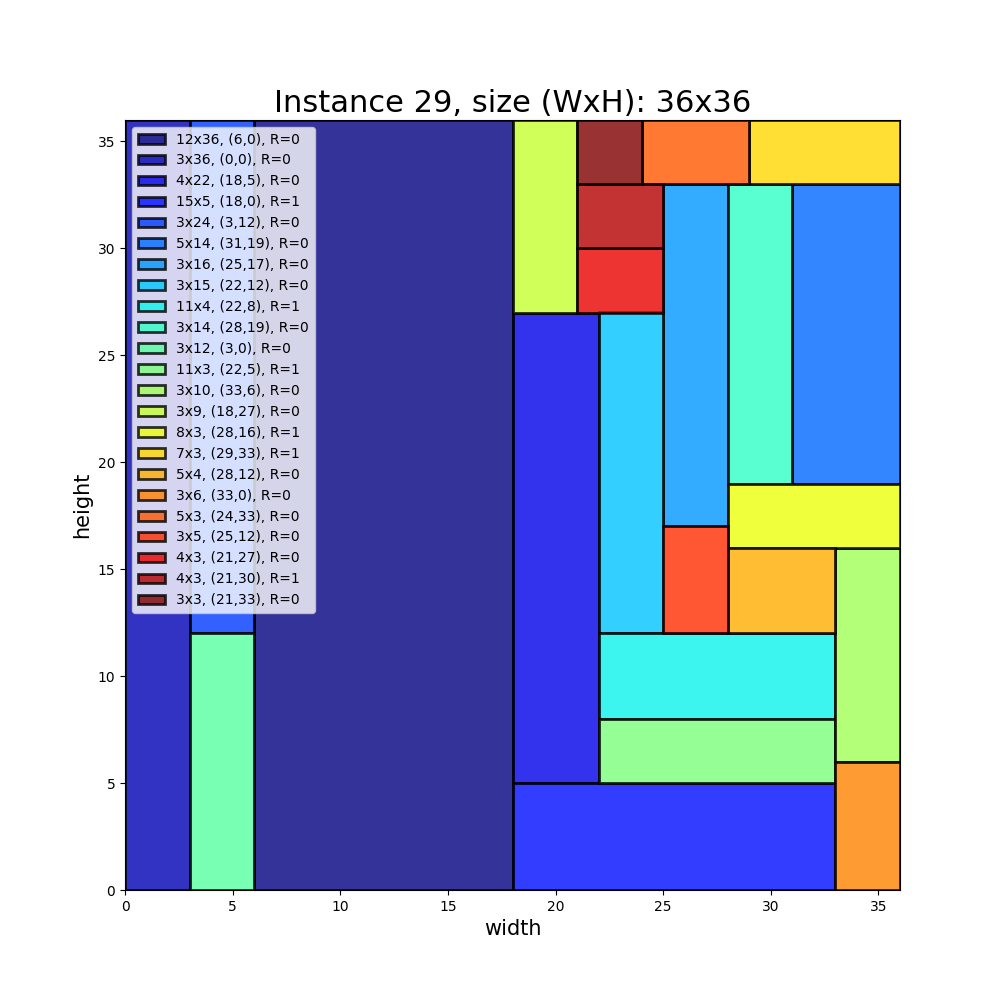 Instance 29, size (WxH): 36x36
12x36, (6,0), R=0
3x36, (0,0), R=0
4x22, (18,5), R=0
15x5, (18,0), R=1
3x24, (3,12), R=0
5x14, (31,19), R=0
3x16, (25,17), R=0
3x15, (22,12), R=0
11x4, (22,8), R=1
3x14, (28,19), R=0
3x12, (3,0), R=0
11x3, (22,5), R=1
3x10, (33,6), R=0
3x9, (18,27), R=0
8x3, (28,16), R=1
7x3, (29,33), R=1
5x4, (28,12), R=0
3x6, (33,0), R=0
5x3, (24,33), R=0
3x5, (25,12), R=0
4x3, (21,27), R=0
4x3, (21,30), R=1
3x3, (21,33), R=0
height
35
30
25
20
15
10
5
0
0 5 10 15 20 25 30 35
width